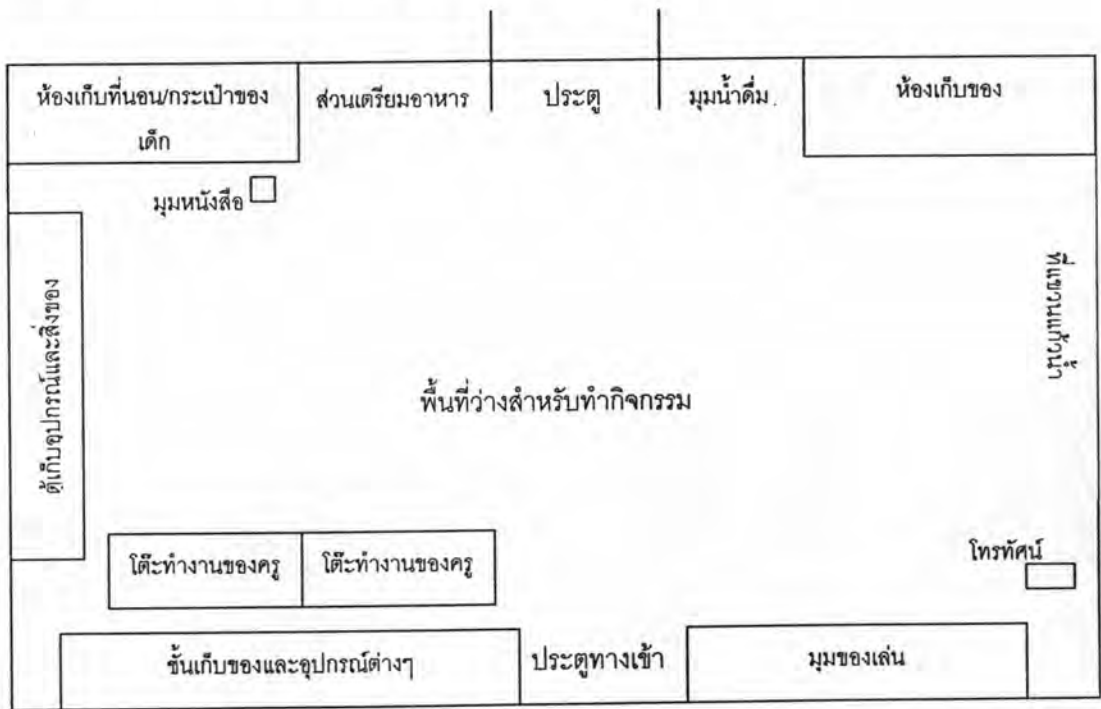 ห้องเก็บที่นอน/กระเป๋าของ
เด็ก
ส่วนเตรียมอาหาร
ประตู
มุมน้ำดื่ม
ห้องเก็บของ
มุมหนังสือ
ตู้เก็บอุปกรณ์และสิ่งของ
ที่แขวนแก้วน้ำ
พื้นที่ว่างสำหรับทำกิจกรรม
โต๊ะทำงานของครู
โต๊ะทำงานของครู
โทรทัศน์
ชั้นเก็บของและอุปกรณ์ต่างๆ
ประตูทางเข้า
มุมของเล่น